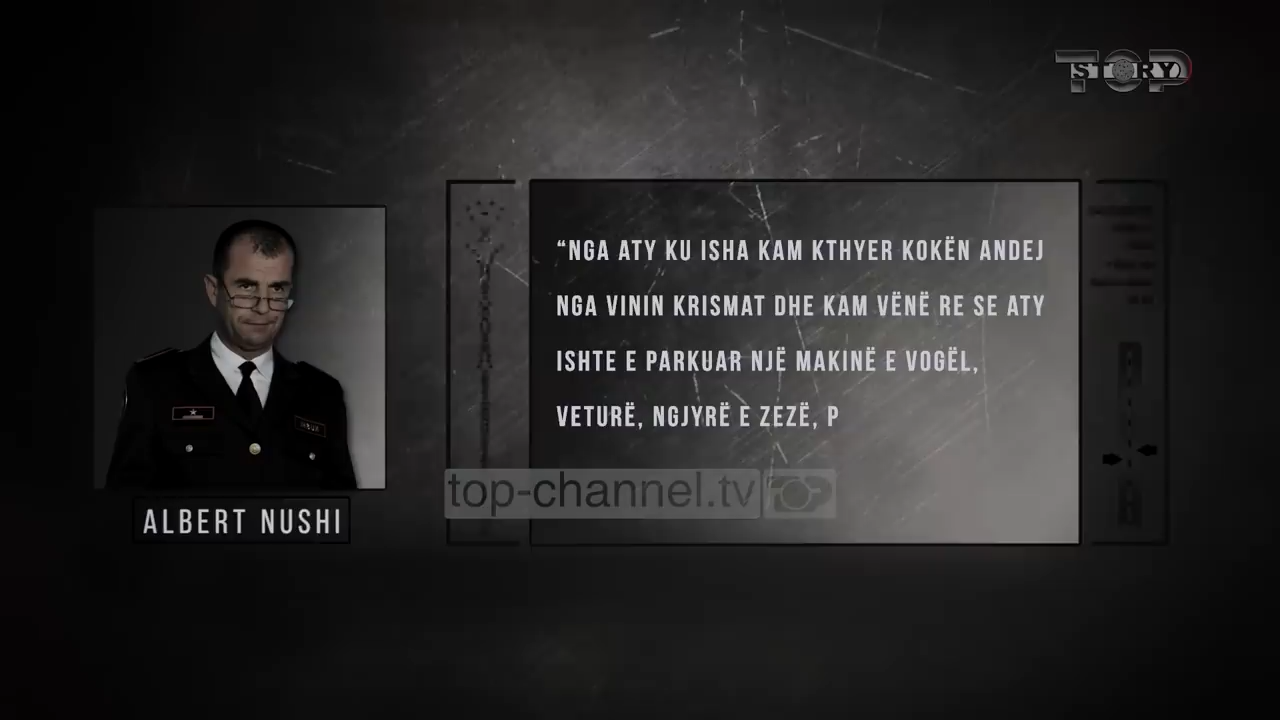 TOP STORY
“NGA ATY KU ISHA KAM KTHYER KOKËN ANDEJ
NGA VININ KRISMAT DHE KAM VËNË RE SE ATY
ISHTE E PARKUAR NJË MAKINË E VOGËL,
VETURË, NGJYRË E ZEZË, P
top-channel.tv TOP
ALBERT NUSHI